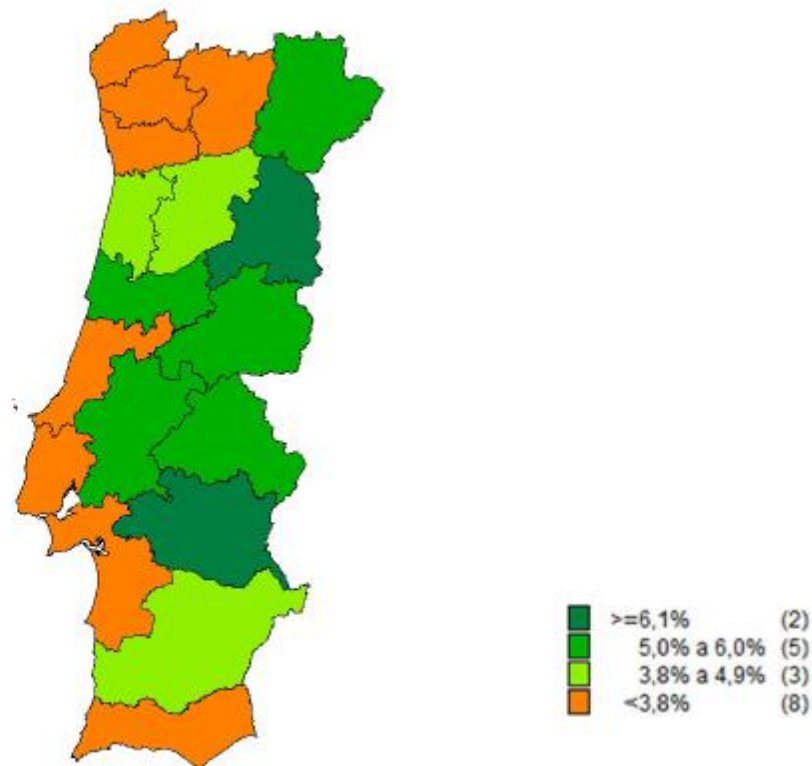 >=6,1% (2)
5,0% a 6,0% (5)
3,8% a 4,9% (3)
<3,8% (8)